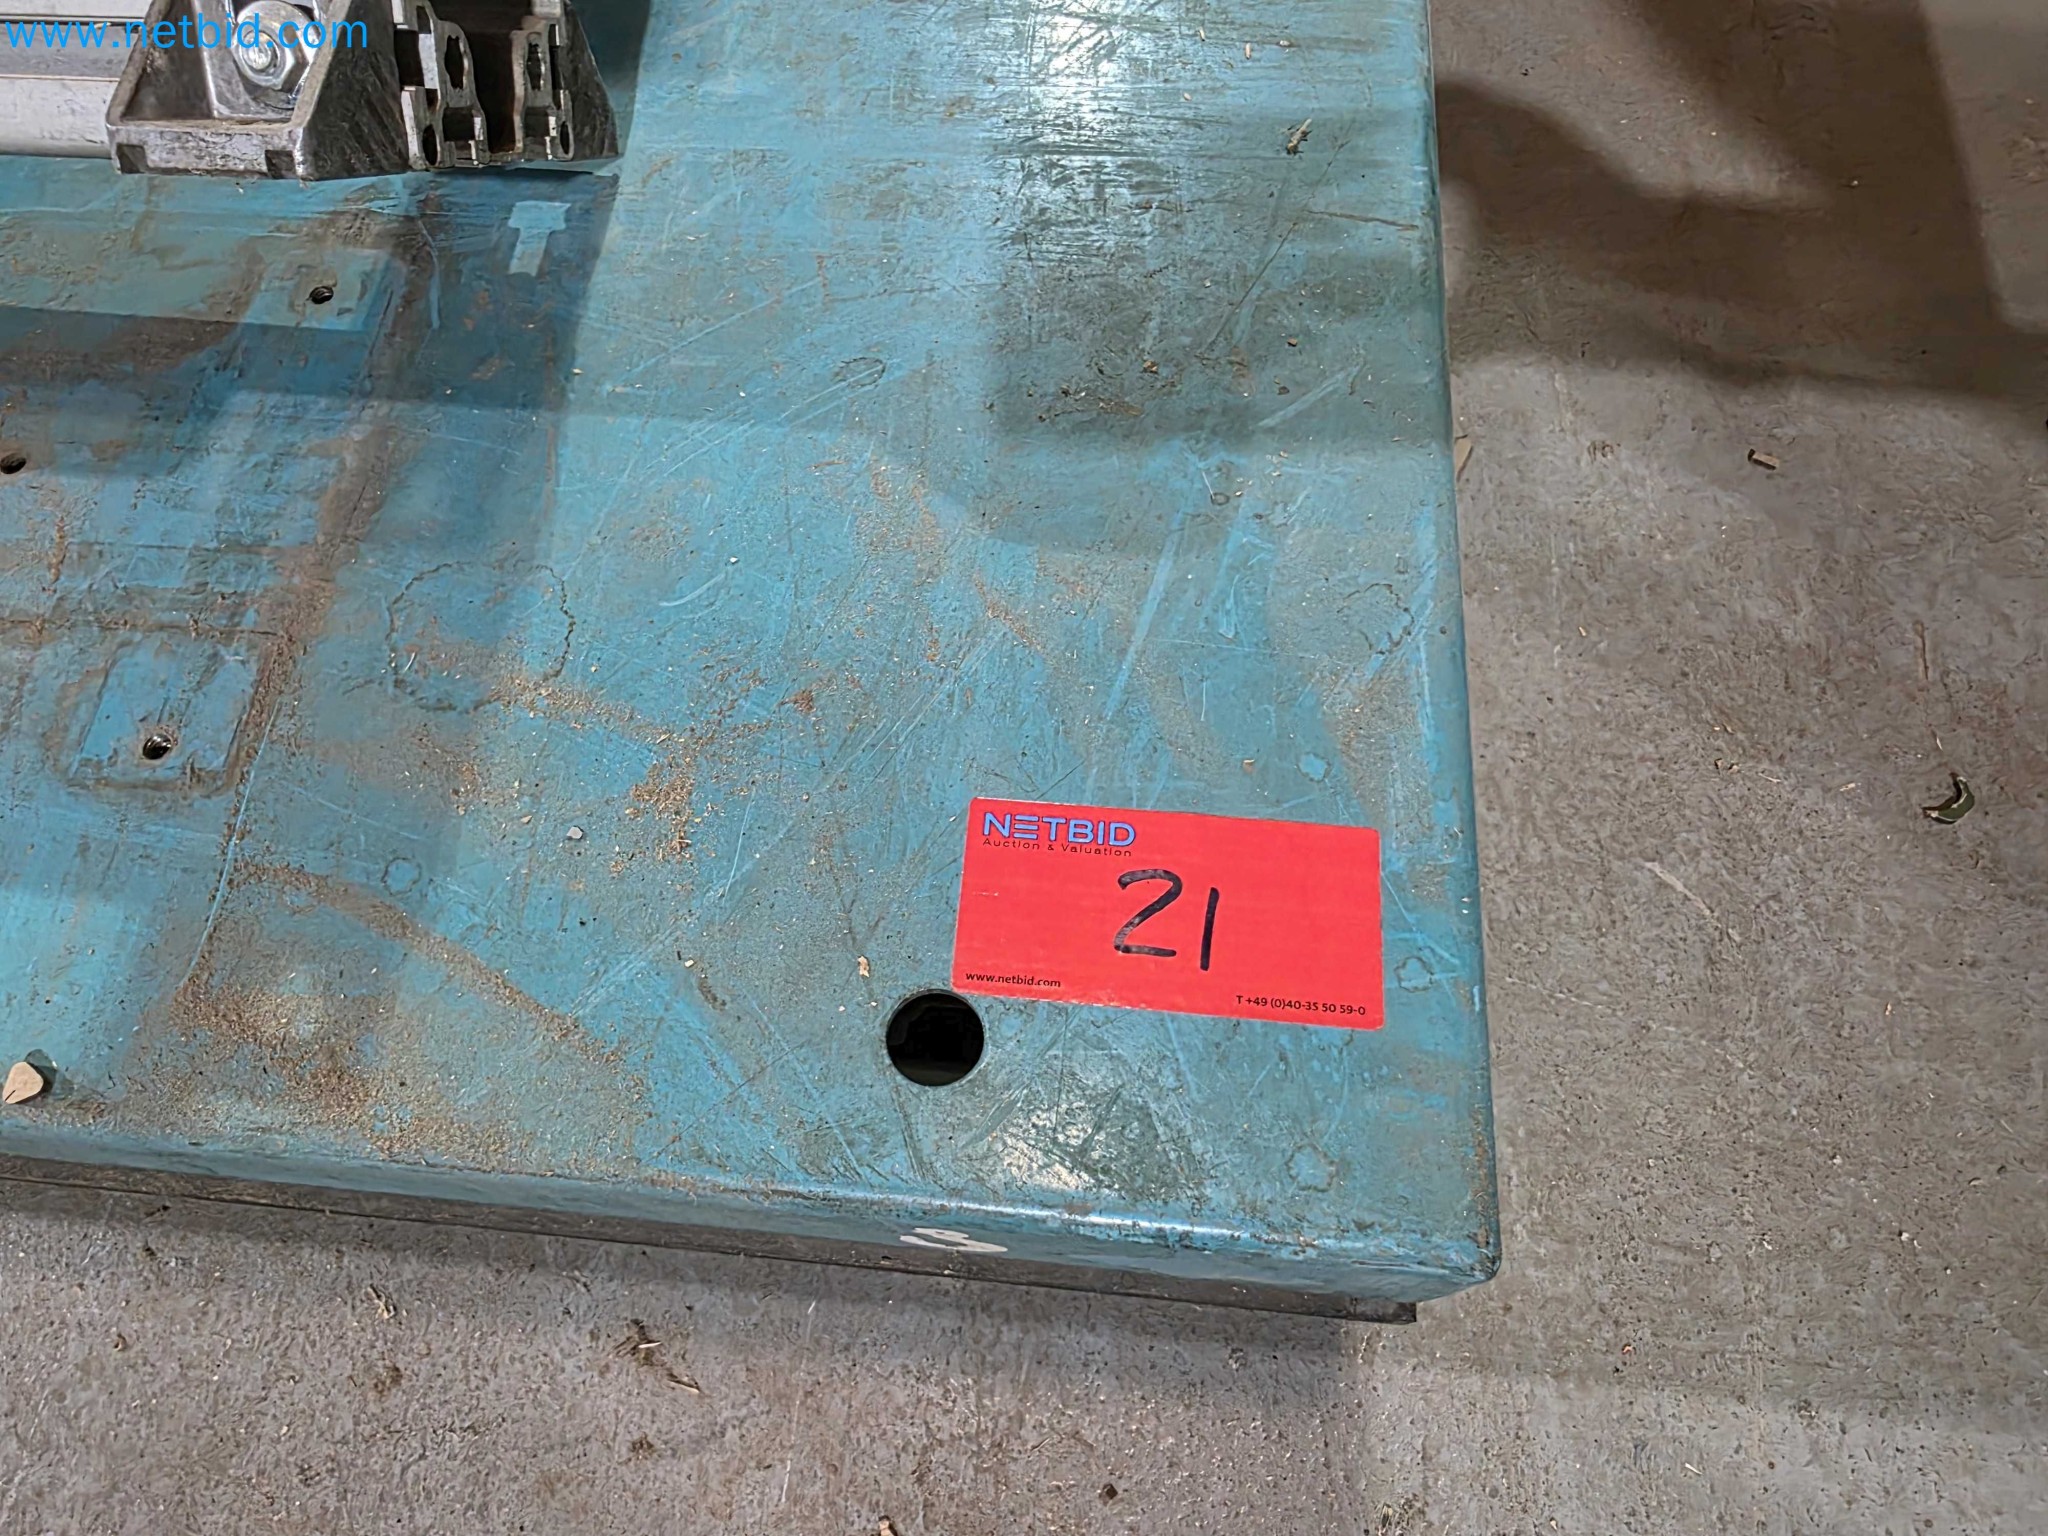 www.netbid.com
NETBID
Auction & Valuation
21
www.netbid.com
T +49 (0)40-35 50 59-0